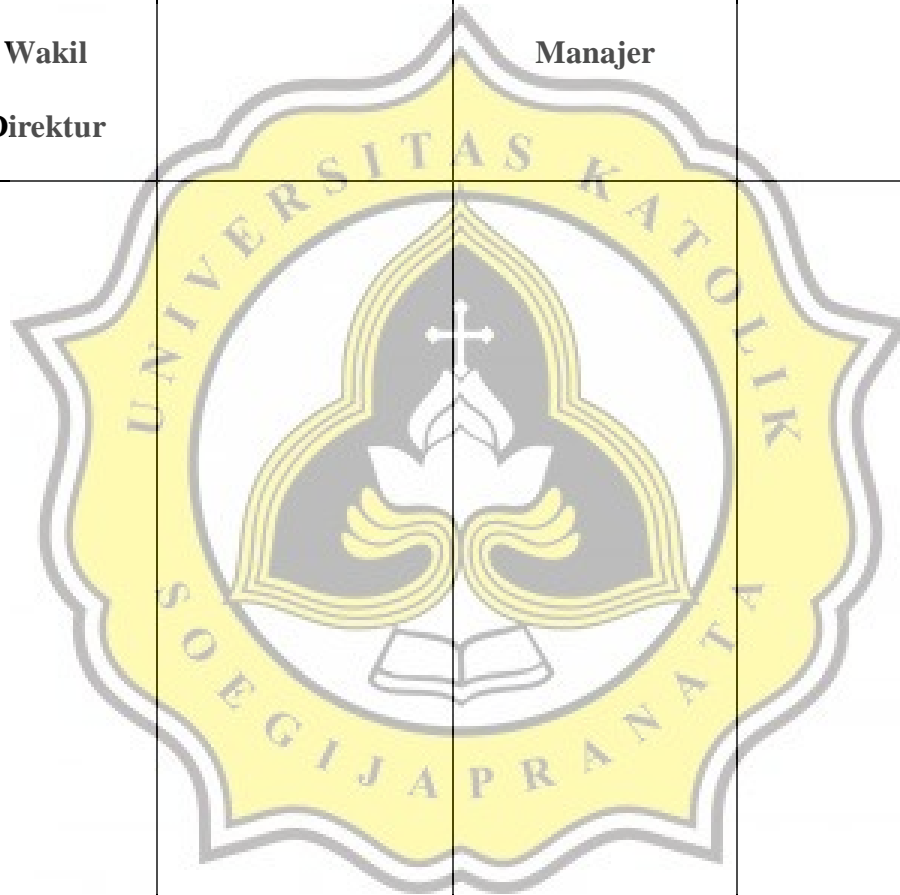 Wakil
Manajer
Direktur
UNIVERSITAS KATOLIK
SOEGIJAPRANATA